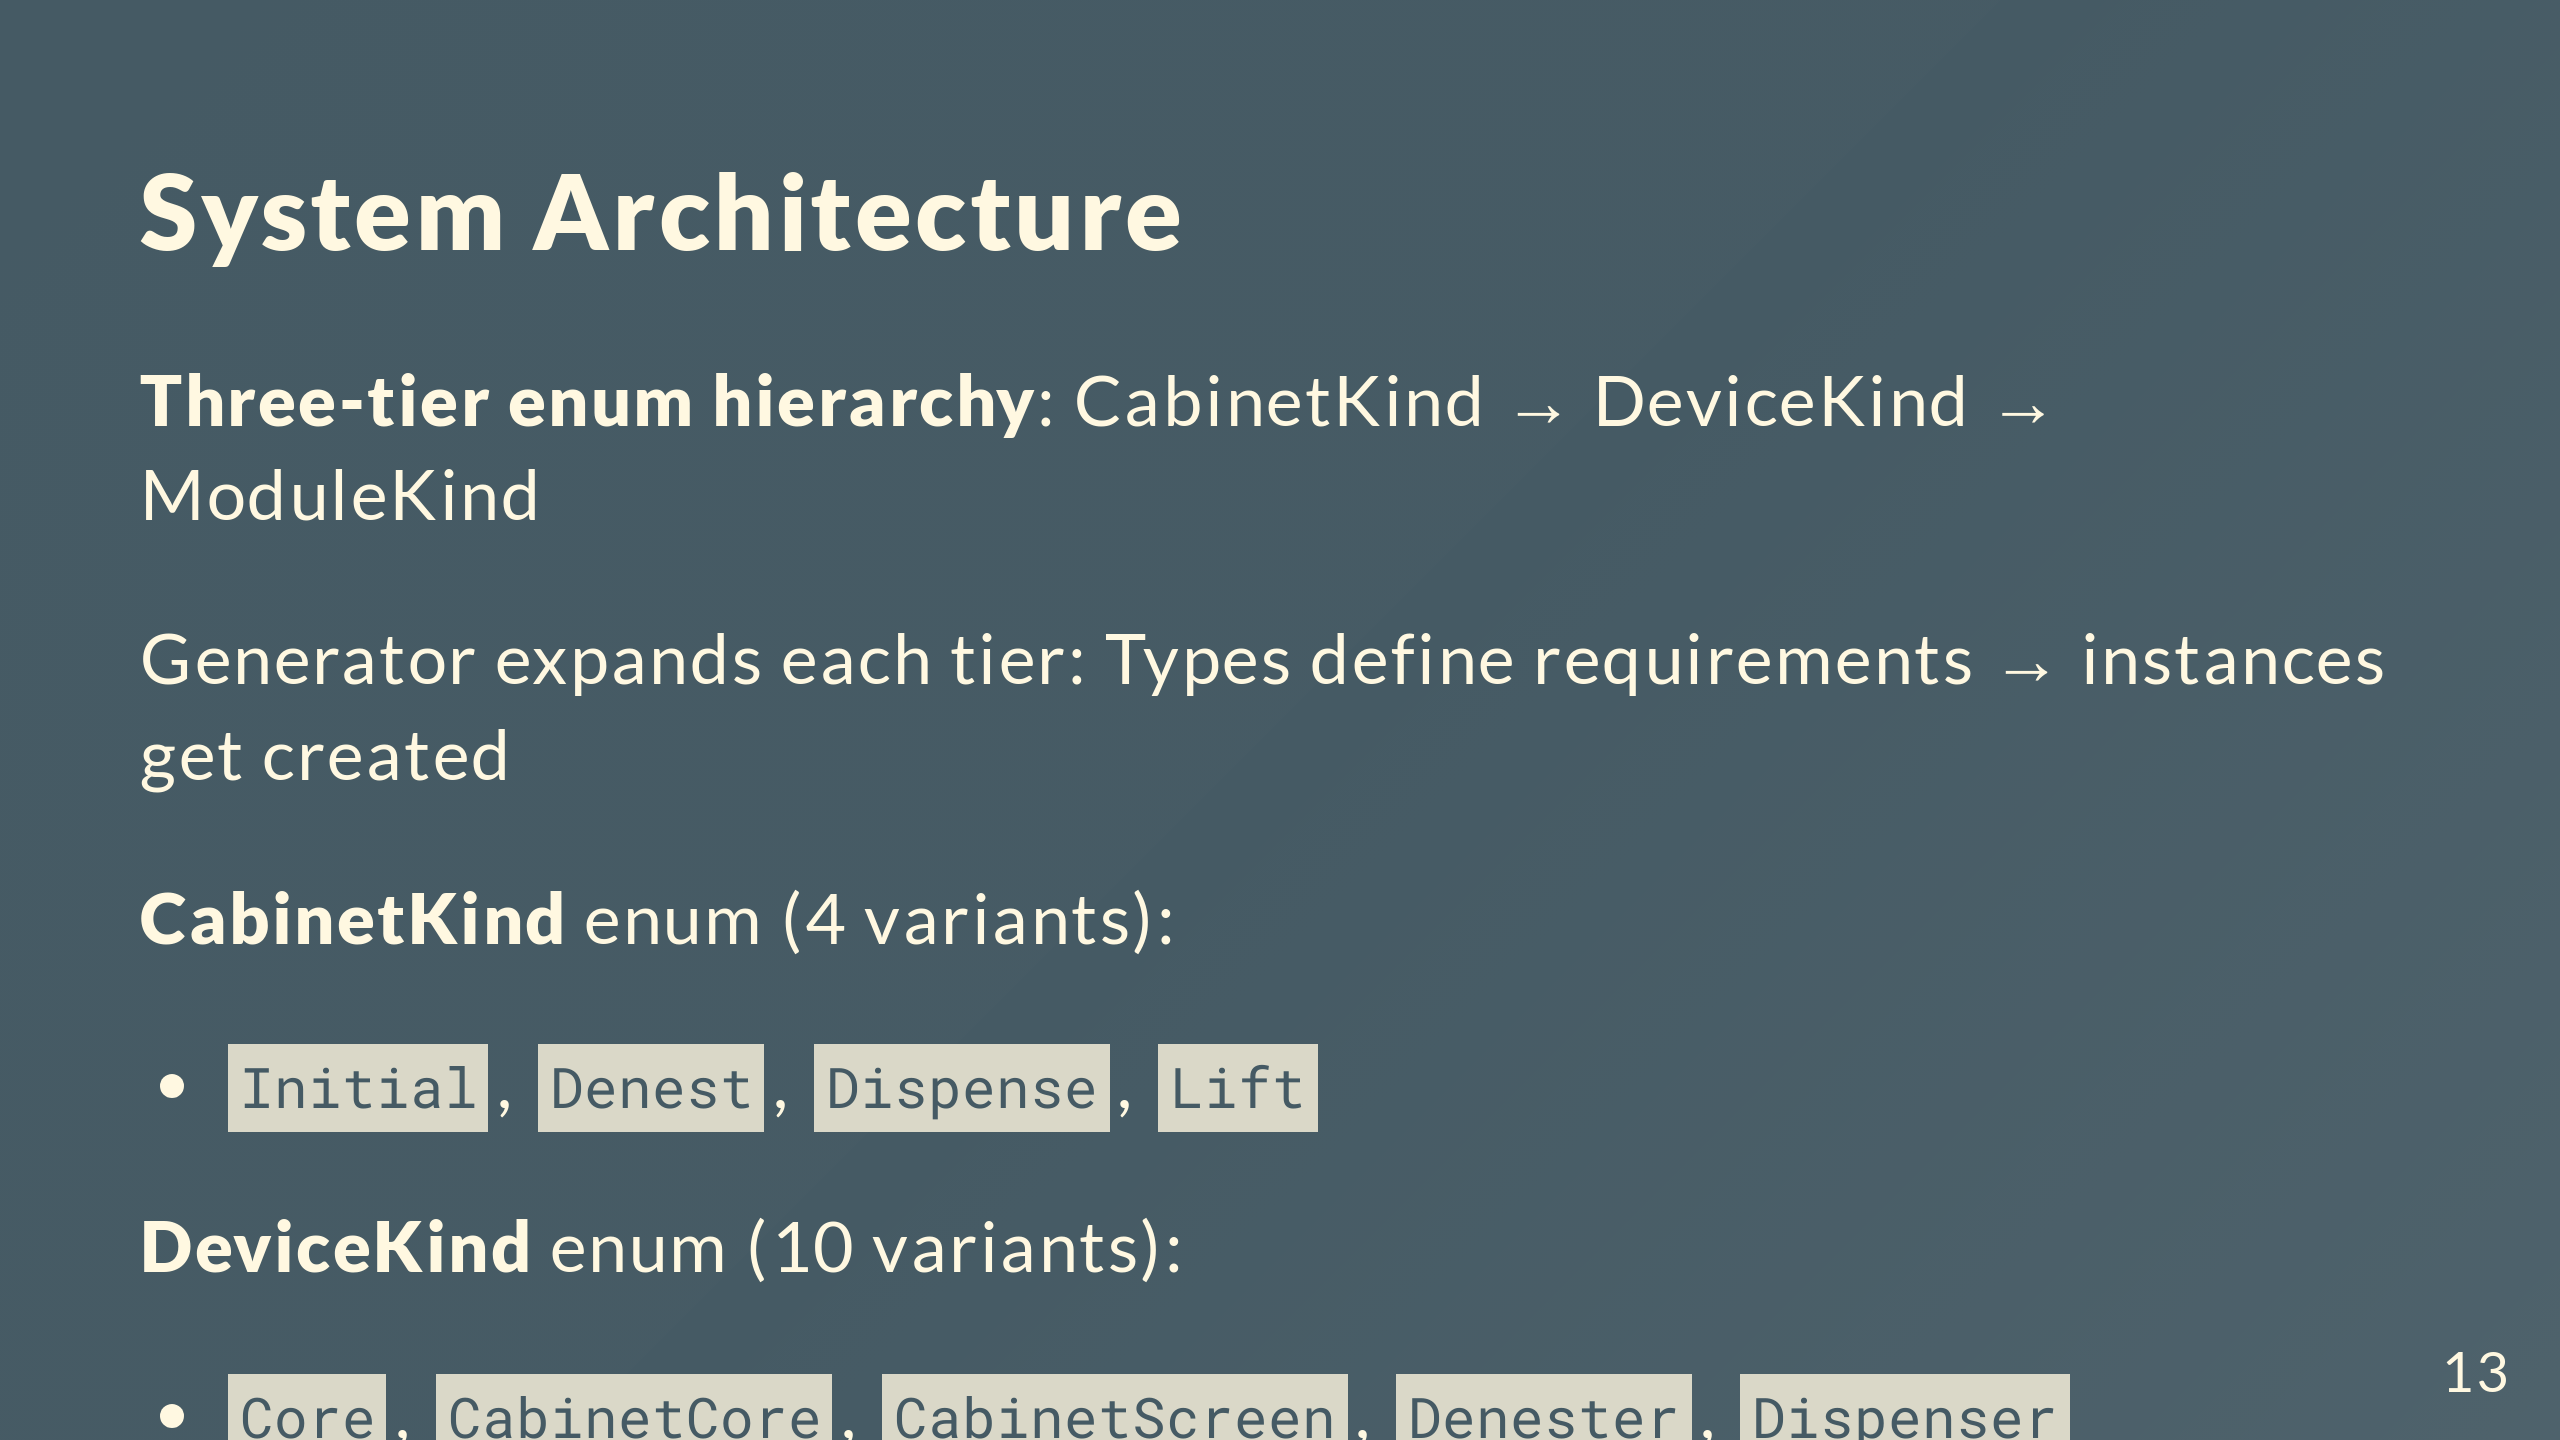 System Architecture
Three-tier enum hierarchy: CabinetKind → DeviceKind →
ModuleKind
Generator expands each tier: Types define requirements → instances
get created
CabinetKind enum (4 variants):
• Initial, Denest, Dispense, Lift
DeviceKind enum (10 variants):
• Core, CabinetCore, CabinetScreen, Denester, Dispenser
13